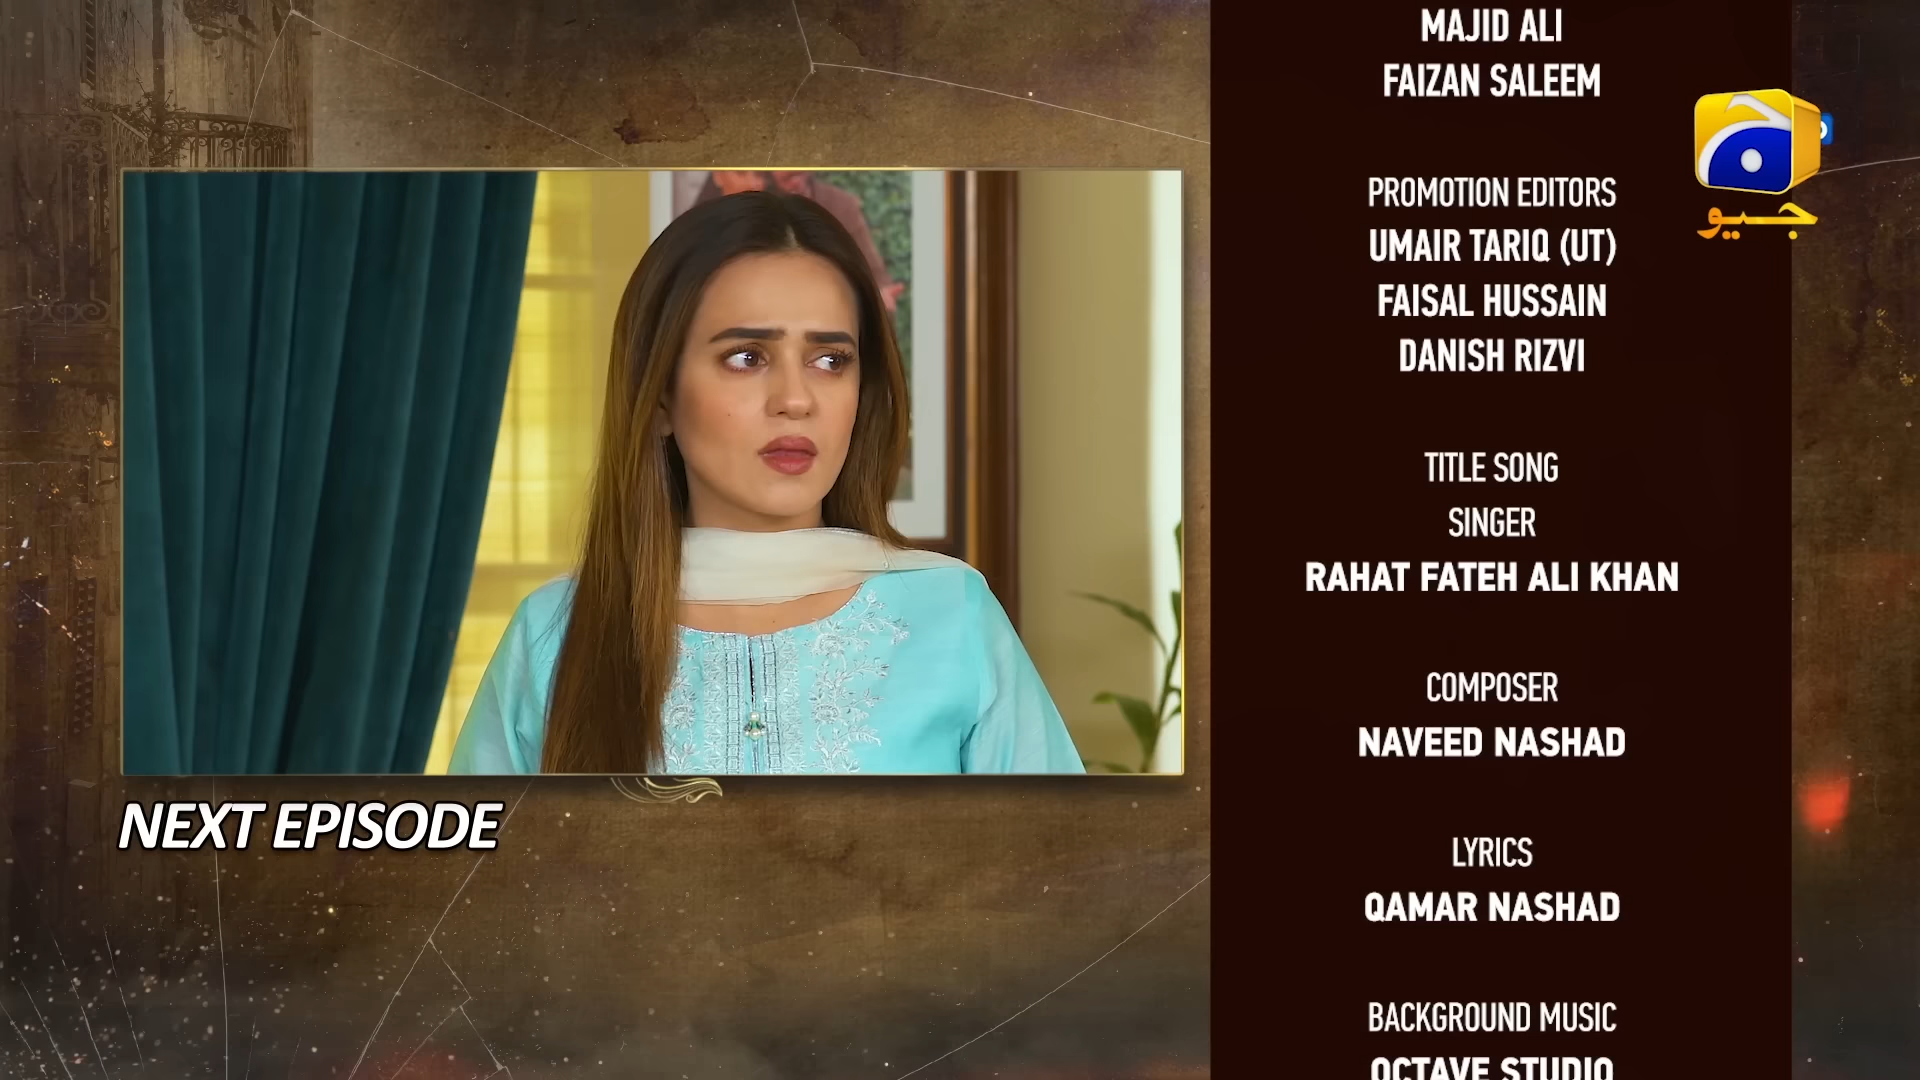 MAJID ALI
FAIZAN SALEEM
PROMOTION EDITORS
UMAIR TARIQ (UT)
FAISAL HUSSAIN
DANISH RIZVI
TITLE SONG
SINGER
RAHAT FATEH ALI KHAN
COMPOSER
NAVEED NASHAD
LYRICS
QAMAR NASHAD
BACKGROUND MUSIC
OCTAVE STUDIO
جیو
NEXT EPISODE